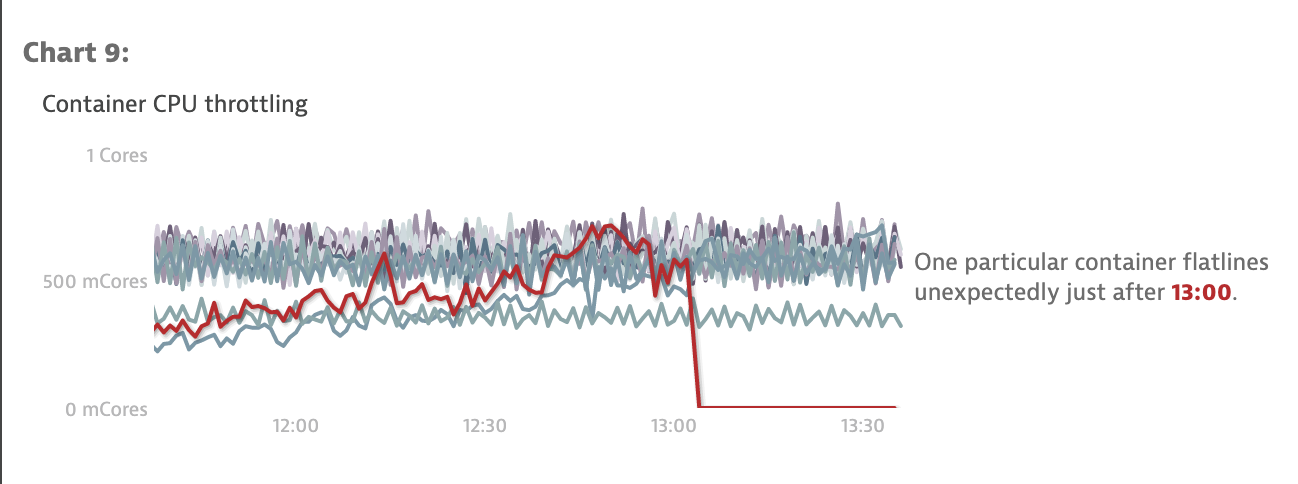 Chart 9:
Container CPU throttling
1 Cores
500 mCores
0 mCores
12:00
12:30
13:00
13:30
One particular container flatlines
unexpectedly just after 13:00.